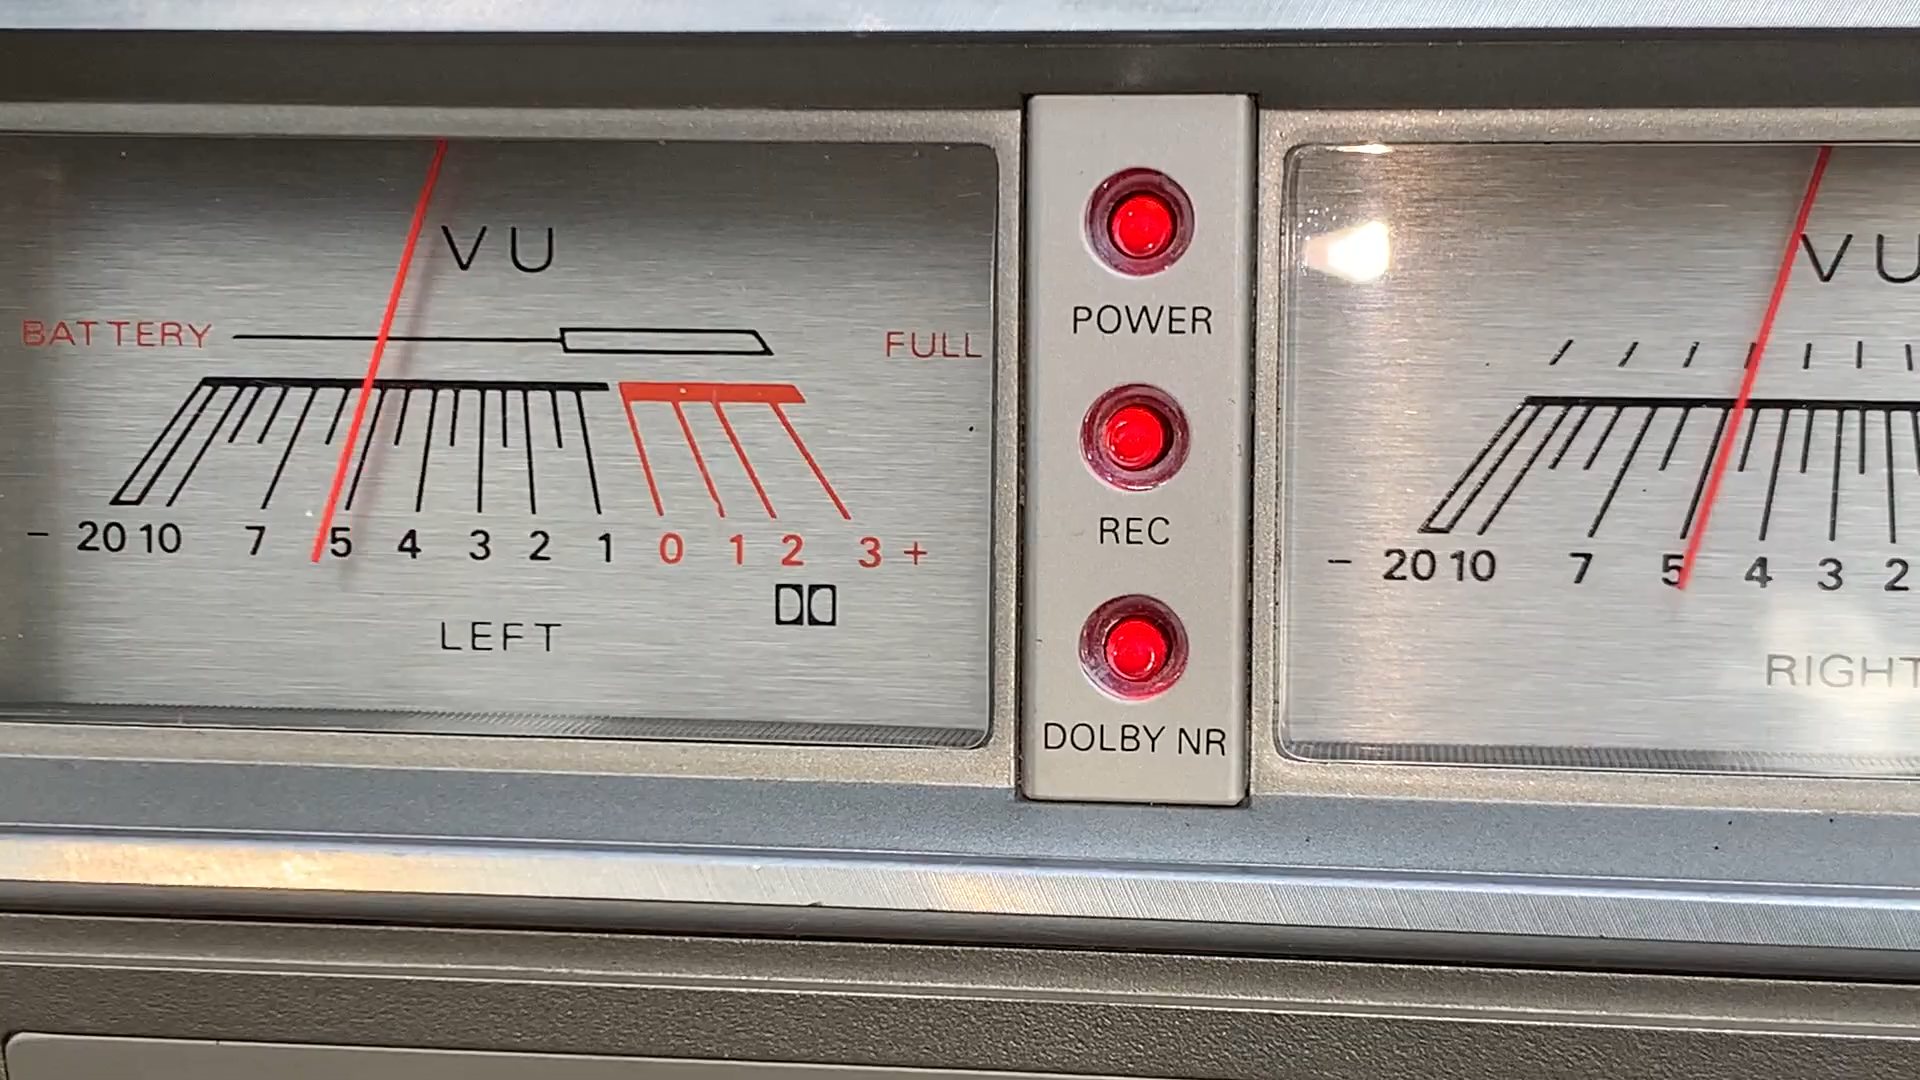 VU
BATTERY FULL
- 20 10 7 5 4 3 2 1 0 1 2 3 +
LEFT
POWER
REC
DOLBY NR
VU
- 20 10 7 5 4 3 2
RIGHT